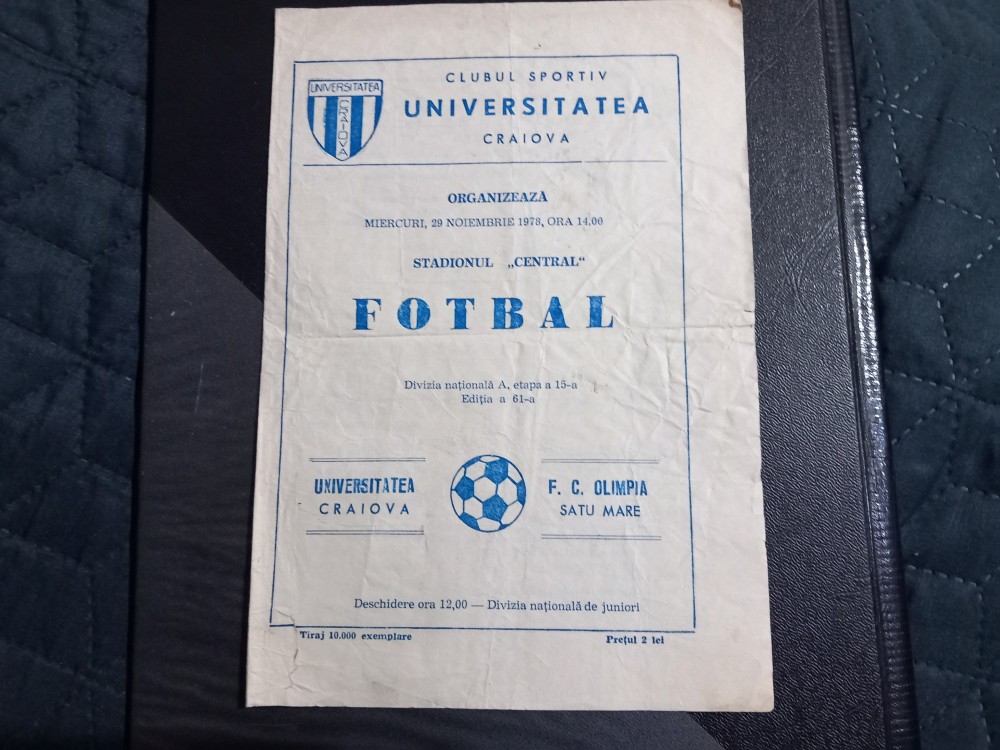 CLUBUL SPORTIV
UNIVERSITATEA
CRAIOVA
UNIVERSITATEA
CRAIOVA
ORGANIZEAZĂ
MIERCURI, 29 NOIEMBRIE 1978, ORA 14,00
STADIONUL „CENTRAL“
FOTBAL
Divizia națională A, etapa a 15-a
Ediția a 61-a
UNIVERSITATEA
CRAIOVA
F. C. OLIMPIA
SATU MARE
Deschidere ora 12,00 — Divizia națională de juniori
Tiraj 10.000 exemplare
Prețul 2 lei